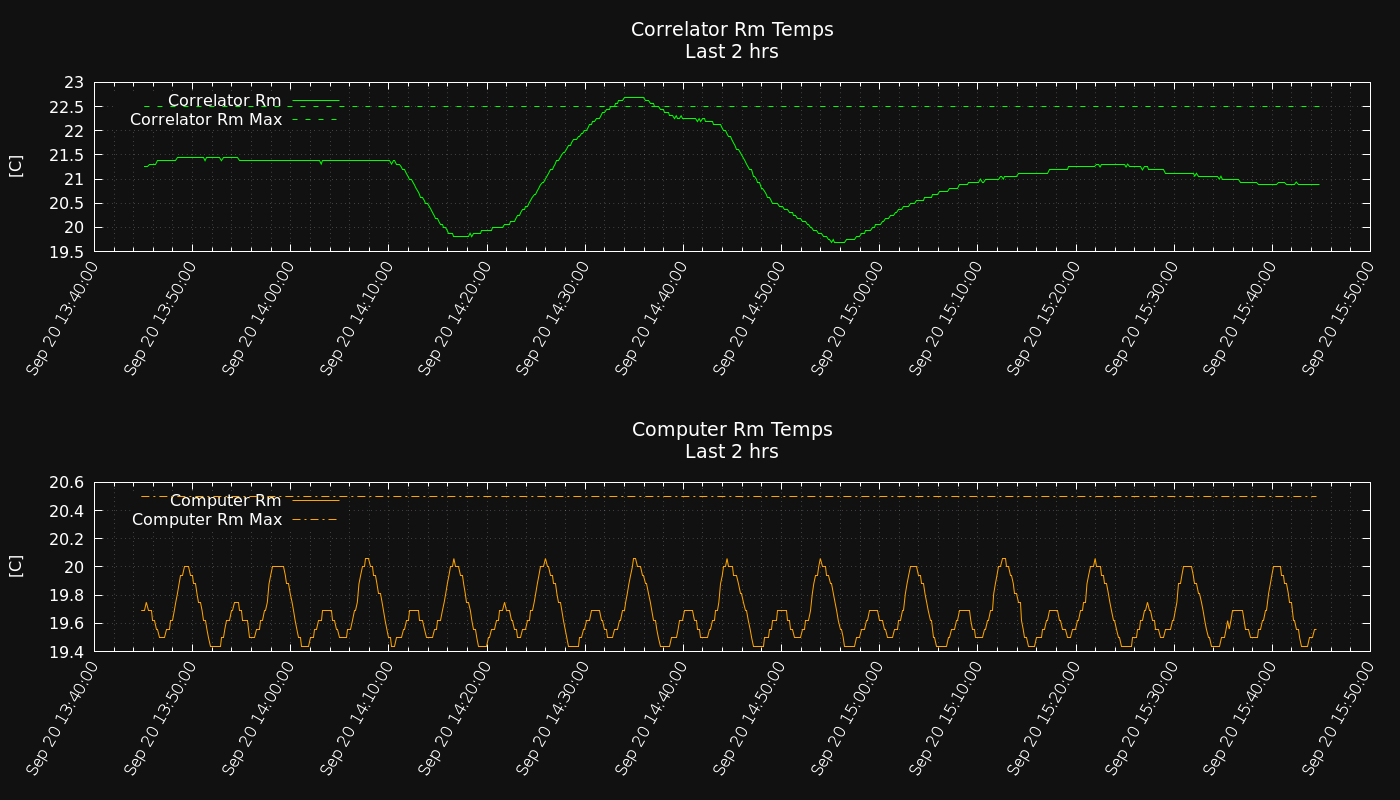 Correlator Rm Temps
Last 2 hrs
[C]
23
22.5
22
21.5
21
20.5
20
19.5
Correlator Rm
Correlator Rm Max
Sep 20 13:40:00
Sep 20 13:50:00
Sep 20 14:00:00
Sep 20 14:10:00
Sep 20 14:20:00
Sep 20 14:30:00
Sep 20 14:40:00
Sep 20 14:50:00
Sep 20 15:00:00
Sep 20 15:10:00
Sep 20 15:20:00
Sep 20 15:30:00
Sep 20 15:40:00
Sep 20 15:50:00
Computer Rm Temps
Last 2 hrs
[C]
20.6
20.4
20.2
20
19.8
19.6
19.4
Computer Rm
Computer Rm Max
Sep 20 13:40:00
Sep 20 13:50:00
Sep 20 14:00:00
Sep 20 14:10:00
Sep 20 14:20:00
Sep 20 14:30:00
Sep 20 14:40:00
Sep 20 14:50:00
Sep 20 15:00:00
Sep 20 15:10:00
Sep 20 15:20:00
Sep 20 15:30:00
Sep 20 15:40:00
Sep 20 15:50:00